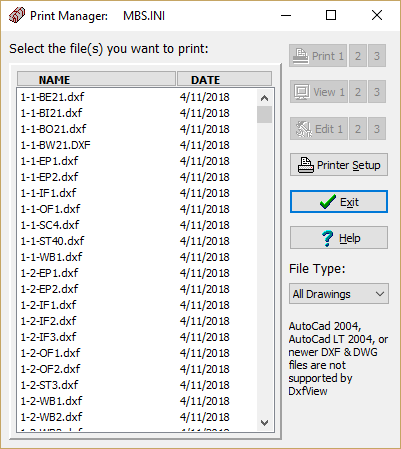 Print Manager: MBS.INI
Select the file(s) you want to print:
NAME DATE
1-1-BE21.dxf 4/11/2018
1-1-BI21.dxf 4/11/2018
1-1-BO21.dxf 4/11/2018
1-1-BW21.DXF 4/11/2018
1-1-EP1.dxf 4/11/2018
1-1-EP2.dxf 4/11/2018
1-1-IF1.dxf 4/11/2018
1-1-OF1.dxf 4/11/2018
1-1-SC4.dxf 4/11/2018
1-1-ST40.dxf 4/11/2018
1-1-WB1.dxf 4/11/2018
1-2-EP1.dxf 4/11/2018
1-2-EP2.dxf 4/11/2018
1-2-IF1.dxf 4/11/2018
1-2-IF2.dxf 4/11/2018
1-2-IF3.dxf 4/11/2018
1-2-OF1.dxf 4/11/2018
1-2-OF2.dxf 4/11/2018
1-2-ST3.dxf 4/11/2018
1-2-WB1.dxf 4/11/2018
1-2-WB2.dxf 4/11/2018
4/11/2018
Print 1 2 3
View 1 2 3
Edit 1 2 3
Printer Setup
Exit
Help
File Type:
All Drawings
AutoCad 2004,
AutoCad LT 2004, or
newer DXF & DWG
files are not
supported by
DxfView